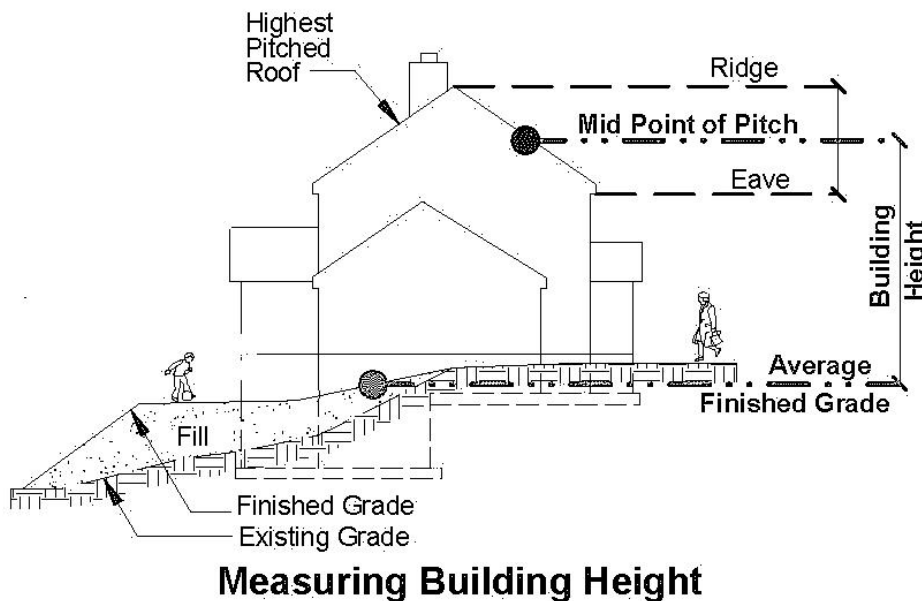 Highest
Pitched
Roof
Ridge
Mid Point of Pitch
Eave
Building
Height
Average
Finished Grade
Fill
Finished Grade
Existing Grade
Measuring Building Height